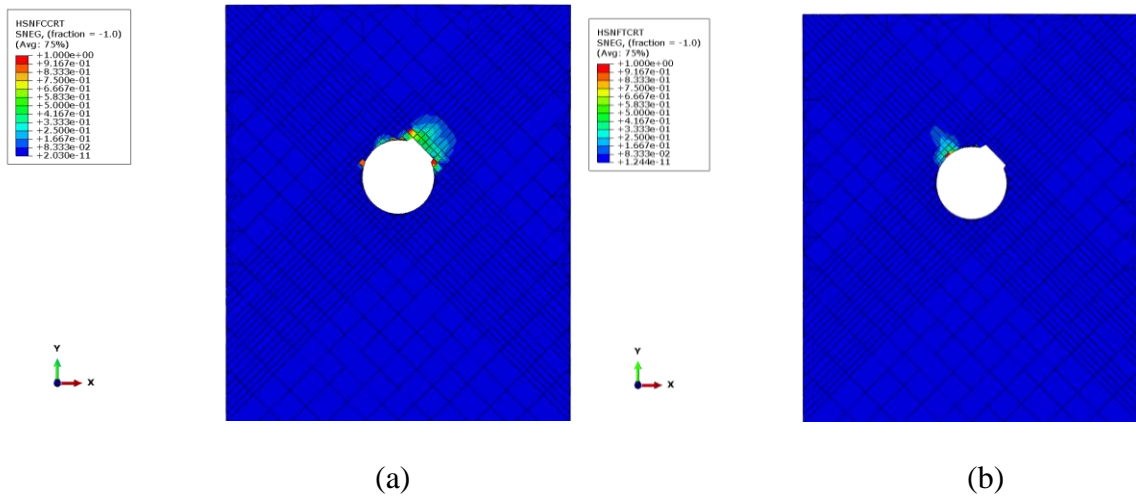 HSNFCCRT
SNEG, (fraction = -1.0)
(Avg: 75%)
+1.000e+00
+9.167e-01
+8.333e-01
+7.500e-01
+6.667e-01
+5.833e-01
+5.000e-01
+4.167e-01
+3.333e-01
+2.500e-01
+1.667e-01
+8.333e-02
+2.030e-11
Y
X
(a)
HSNFTCRT
SNEG, (fraction = -1.0)
(Avg: 75%)
+1.000e+00
+9.167e-01
+8.333e-01
+7.500e-01
+6.667e-01
+5.833e-01
+5.000e-01
+4.167e-01
+3.333e-01
+2.500e-01
+1.667e-01
+8.333e-02
+1.244e-11
Y
X
(b)